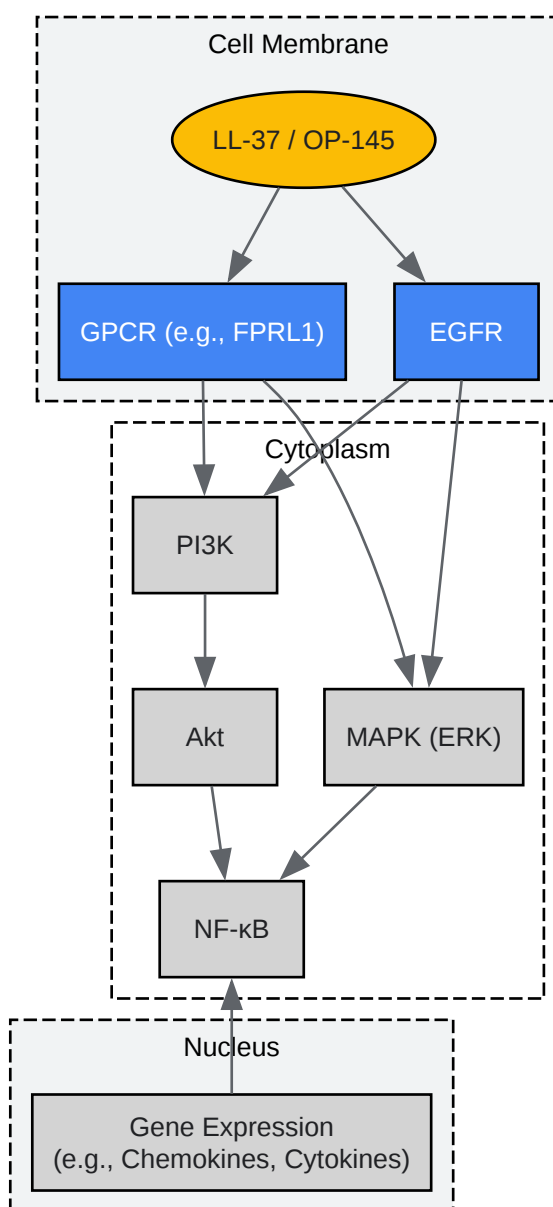 Cell Membrane
LL-37 / OP-145
GPCR (e.g., FPRL1)
EGFR
Cytoplasm
PI3K
Akt
MAPK (ERK)
NF-κB
Nucleus
Gene Expression
(e.g., Chemokines, Cytokines)